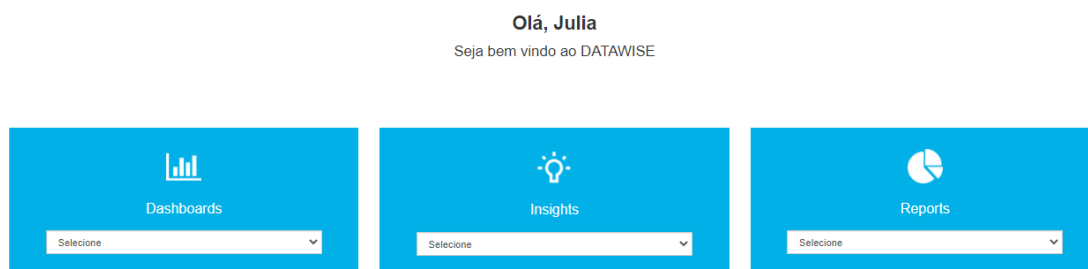 Olá, Julia
Seja bem vindo ao DATAWISE
Dashboards
Selecione
Insights
Selecione
Reports
Selecione